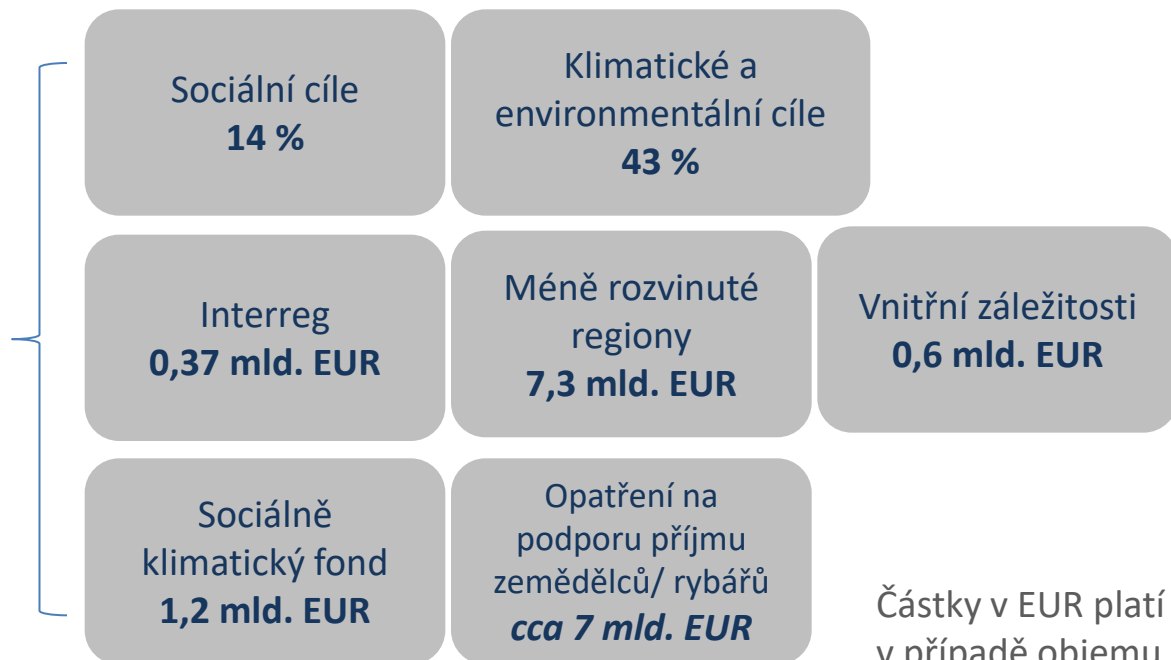 Sociální cíle
14 %
Klimatické a
environmentální cíle
43 %
Interreg
0,37 mld. EUR
Méně rozvinuté
regiony
7,3 mld. EUR
Vnitřní záležitosti
0,6 mld. EUR
Sociálně
klimatický fond
1,2 mld. EUR
Opatření na
podporu příjmu
zemědělců/ rybářů
cca 7 mld. EUR
Částky v EUR platí
v případě objemu